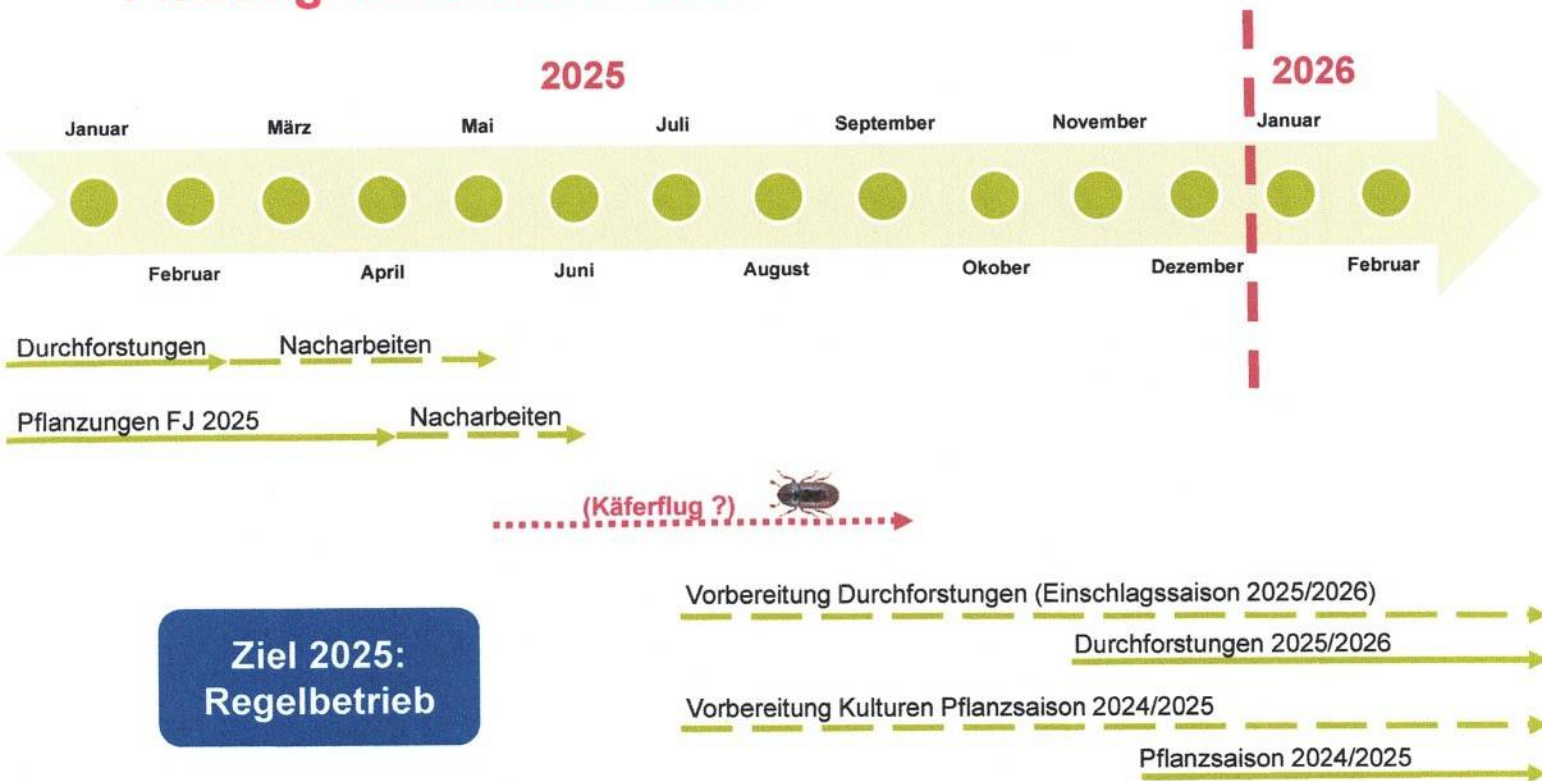 2025
2026
Januar
März
Mai
Juli
September
November
Januar
Februar
April
Juni
August
Okober
Dezember
Februar
Durchforstungen
Nacharbeiten
Pflanzungen FJ 2025
Nacharbeiten
(Käferflug ?)
Vorbereitung Durchforstungen (Einschlagssaison 2025/2026)
Durchforstungen 2025/2026
Ziel 2025:
Regelbetrieb
Vorbereitung Kulturen Pflanzsaison 2024/2025
Pflanzsaison 2024/2025